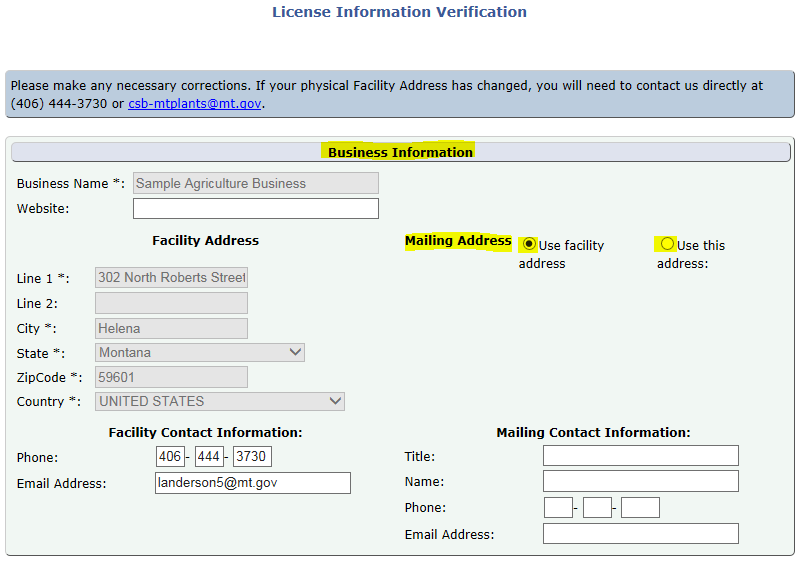 License Information Verification
Please make any necessary corrections. If your physical Facility Address has changed, you will need to contact us directly at
(406) 444-3730 or csb-mtplants@mt.gov.
Business Information
Business Name *: Sample Agriculture Business
Website:
Facility Address
Mailing Address Use facility address Use this address:
Line 1 *: 302 North Roberts Street
Line 2:
City *: Helena
State *: Montana
ZipCode *: 59601
Country *: UNITED STATES
Facility Contact Information:
Phone: 406 - 444 - 3730
Email Address: landerson5@mt.gov
Mailing Contact Information:
Title:
Name:
Phone: - -
Email Address: